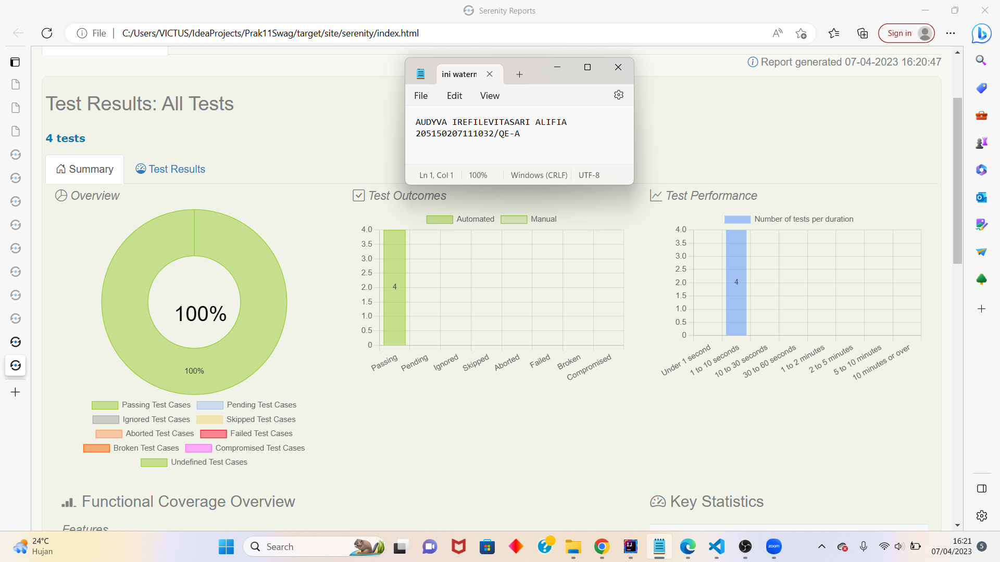 Serenity Reports
File
C:/Users/VICTUS/IdeaProjects/Prak11Swag/target/site/serenity/index.html
Sign in
Report generated 07-04-2023 16:20:47
ini watern
File Edit View
AUDYVA IREFILEVITASARI ALIFIA
205150207111032/QE-A
Ln 1, Col 1 100% Windows (CRLF) UTF-8
Test Results: All Tests
4 tests
Summary Test Results
Overview
100%
100%
Passing Test Cases Pending Test Cases
Ignored Test Cases Skipped Test Cases
Aborted Test Cases Failed Test Cases
Broken Test Cases Compromised Test Cases
Undefined Test Cases
Test Outcomes
Automated Manual
4.0
3.5
3.0
2.5
2.0
1.5
1.0
0.5
0
4
Passing Pending Ignored Skipped Aborted Failed Broken Compromised
Test Performance
Number of tests per duration
4.0
3.5
3.0
2.5
2.0
1.5
1.0
0.5
0
4
Under 1 second 1 to 10 seconds 10 to 30 seconds 30 to 60 seconds 1 to 2 minutes 2 to 5 minutes 5 to 10 minutes 10 minutes or over
Functional Coverage Overview
Features
Key Statistics
24°C
Hujan
Search
zoom
16:21
07/04/2023
5